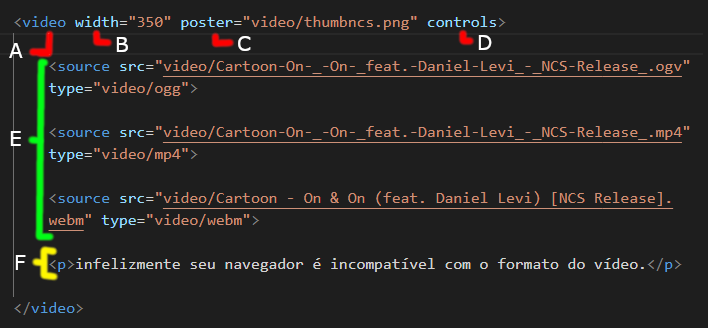 <video width="350" poster="video/thumbncs.png" controls>
A B C D
<source src="video/Cartoon-On-_-On-_feat.-Daniel-Levi_-_NCS-Release_.ogv"
type="video/ogg">
E
<source src="video/Cartoon-On-_-On-_feat.-Daniel-Levi_-_NCS-Release_.mp4"
type="video/mp4">
<source src="video/Cartoon - On & On (feat. Daniel Levi) [NCS Release].
webm" type="video/webm">
F <p>infelizmente seu navegador é incompatível com o formato do vídeo.</p>
</video>